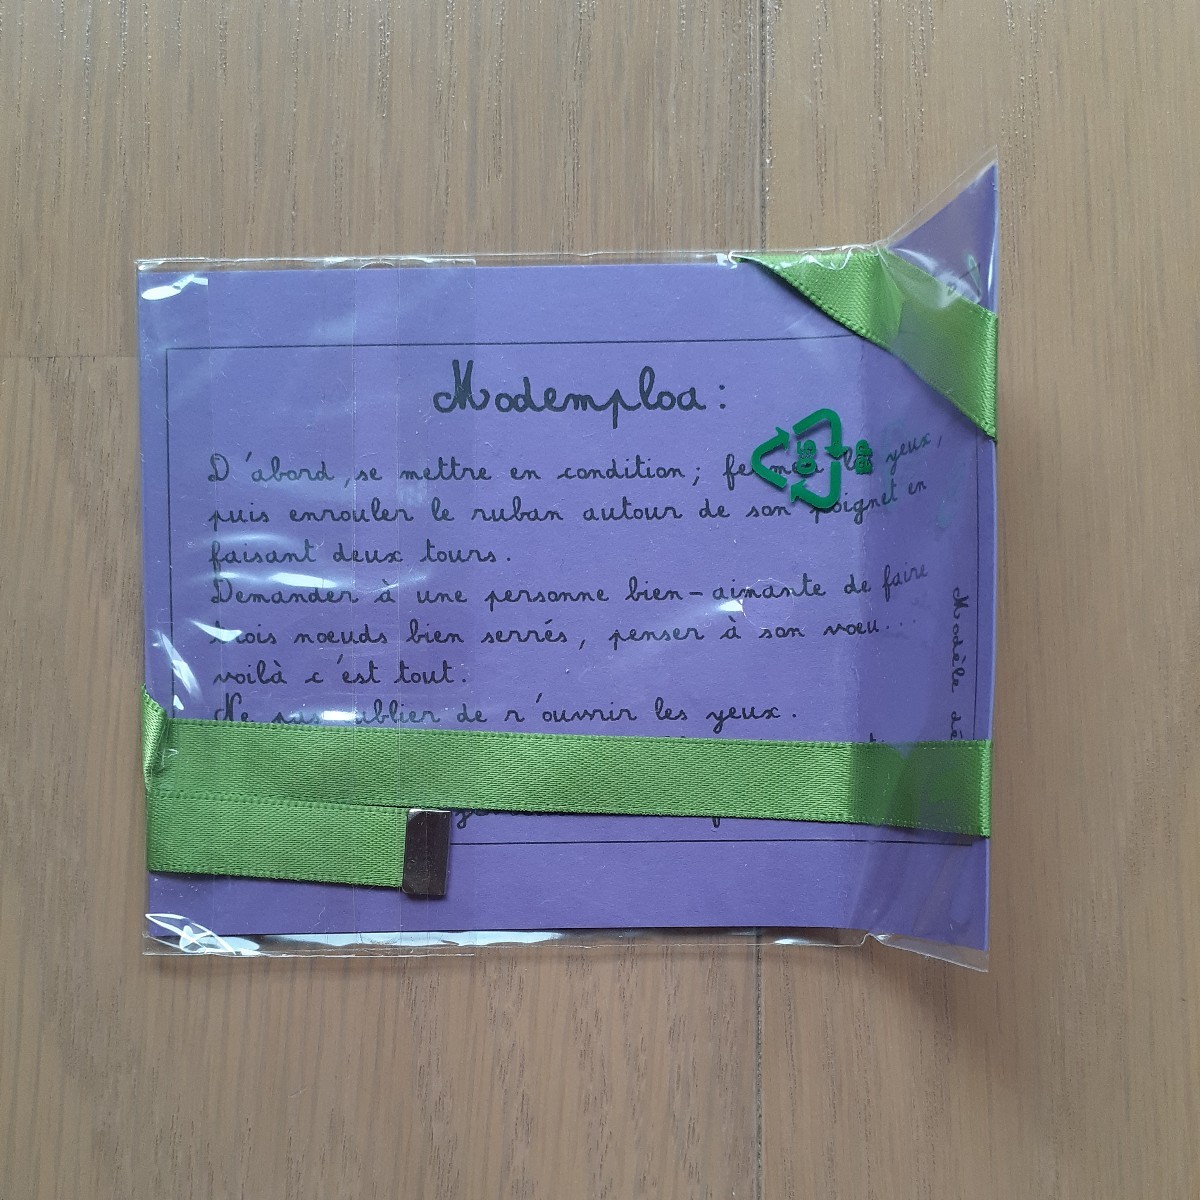 Modemploa :
D'abord, se mettre en condition ; fermer les yeux,
puis enrouler le ruban autour de son poignet en
faisant deux tours.
Demander à une personne bien-aimante de faire
trois noeuds bien serrés, penser à son voeu...
voilà c'est tout.
Ne pas oublier de r'ouvrir les yeux.
Modèle